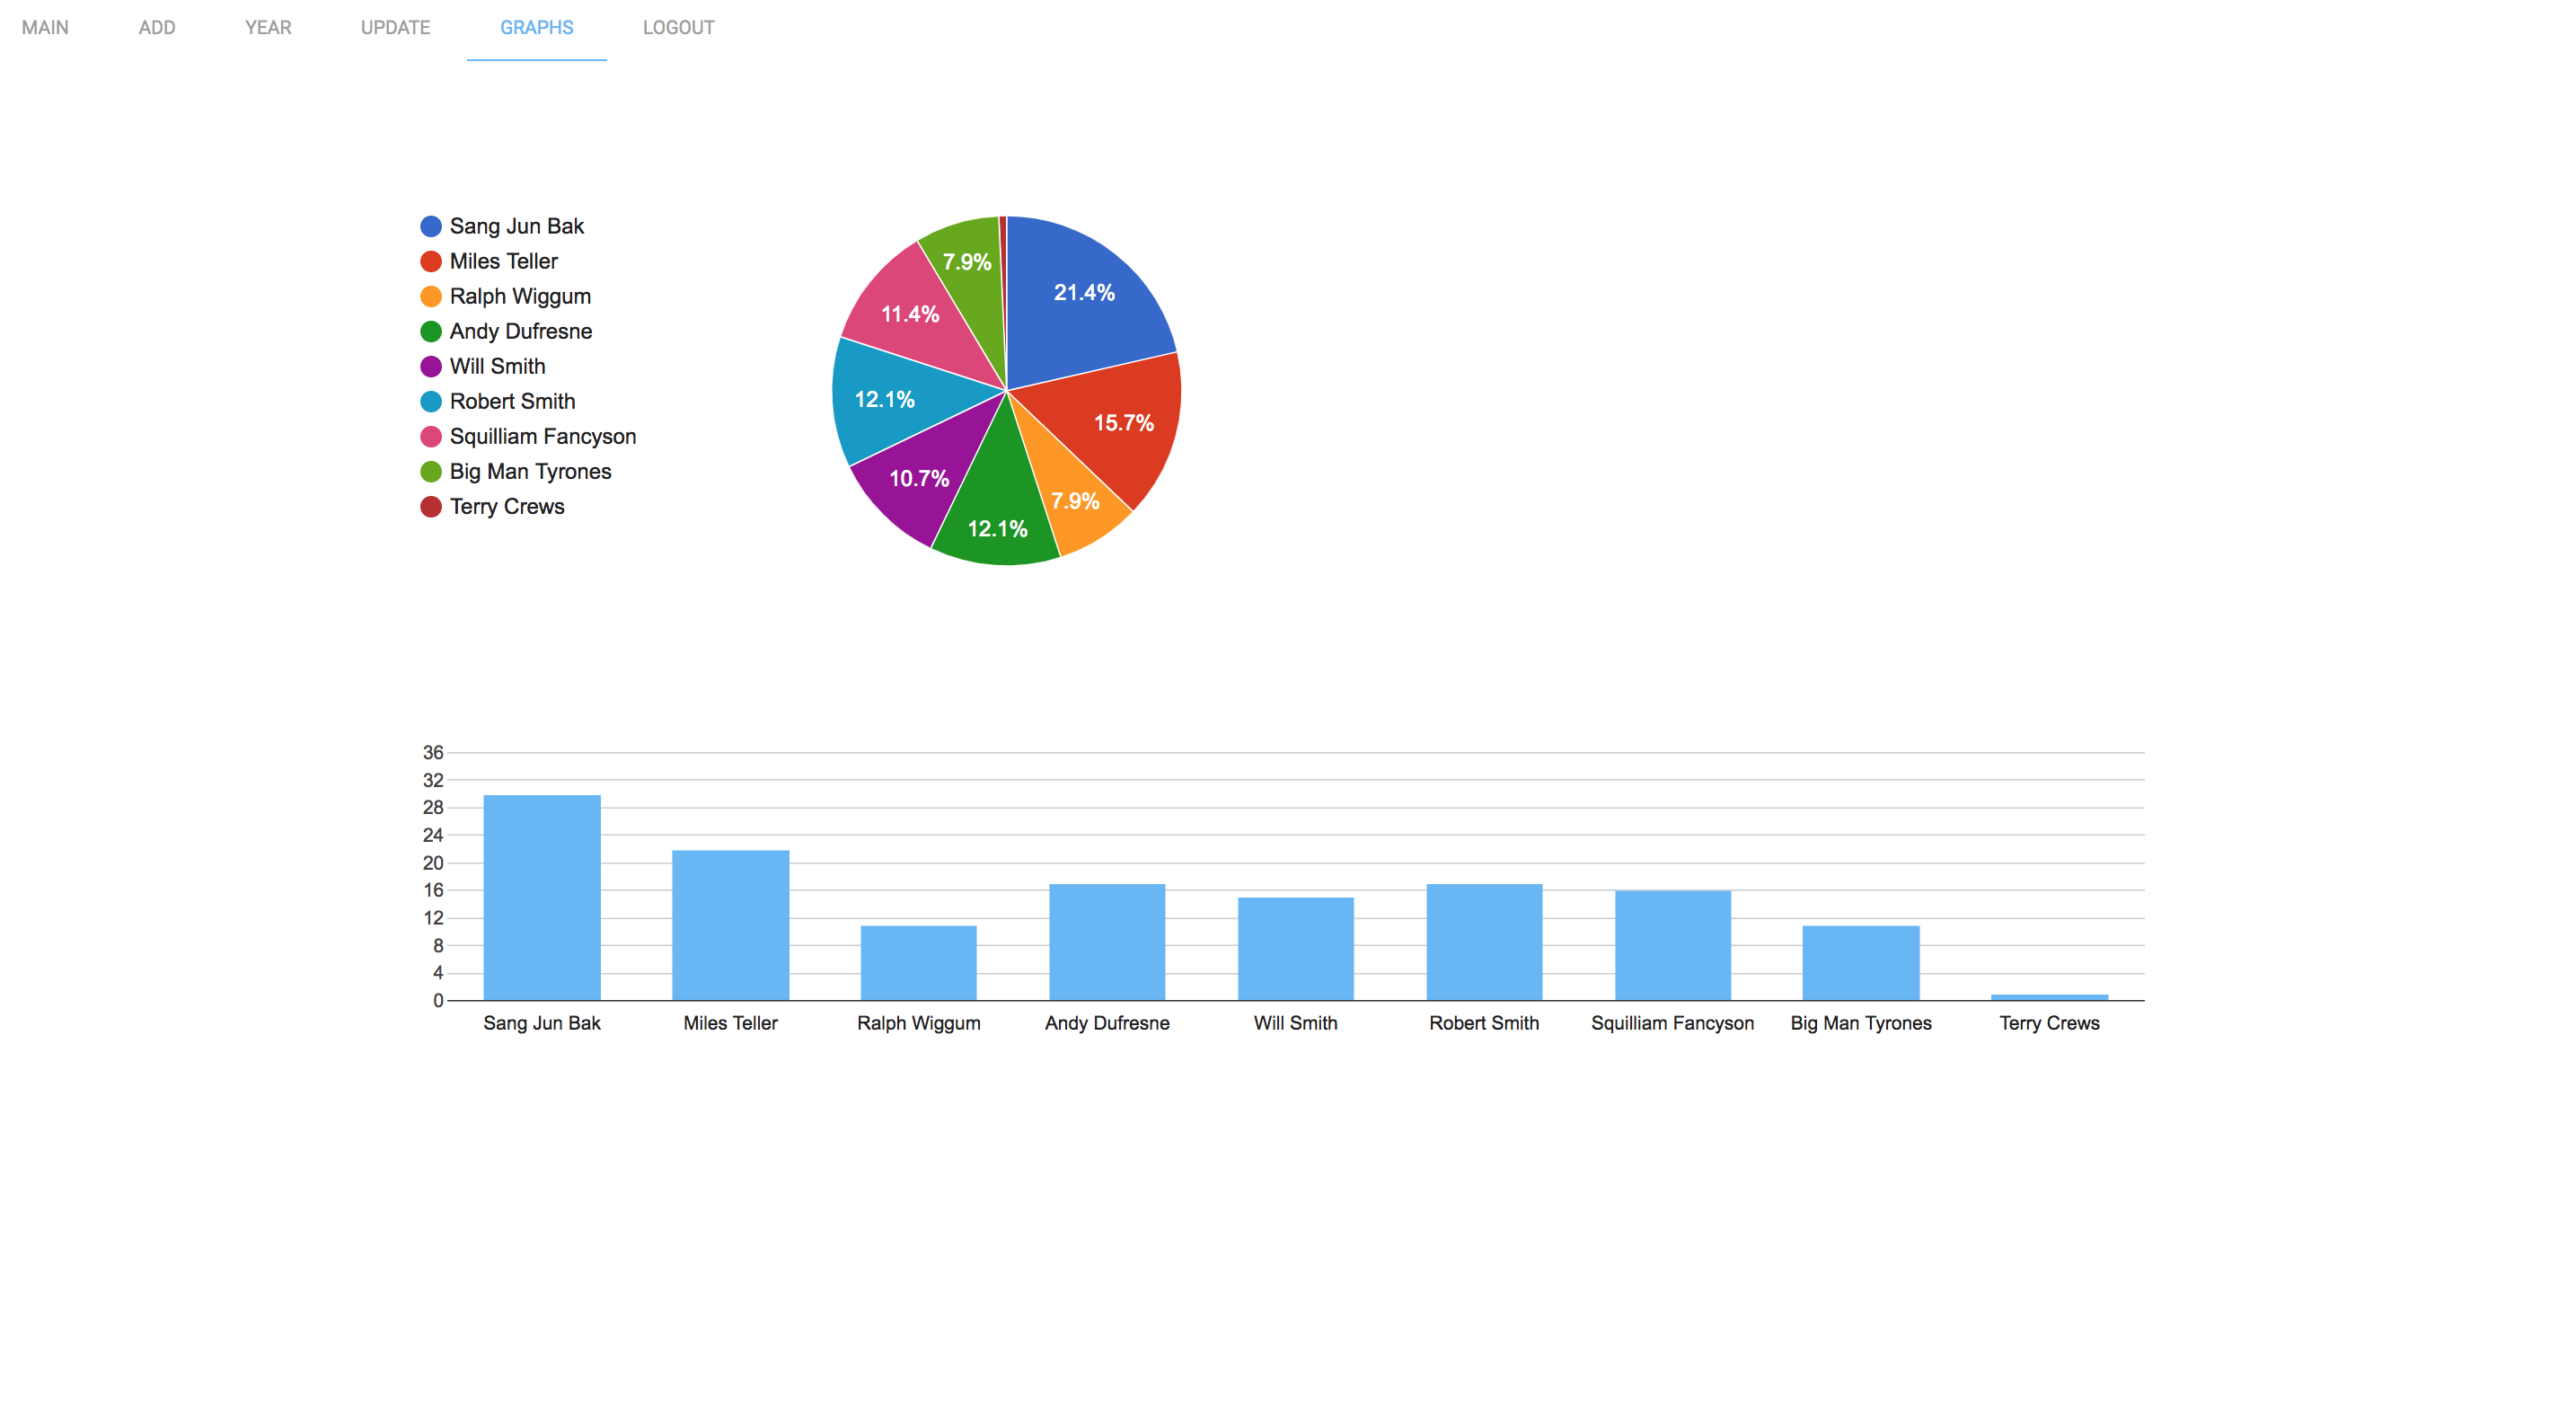 MAIN ADD YEAR UPDATE GRAPHS LOGOUT
Sang Jun Bak
Miles Teller
Ralph Wiggum
Andy Dufresne
Will Smith
Robert Smith
Squilliam Fancyson
Big Man Tyrones
Terry Crews
7.9%
21.4%
11.4%
12.1%
15.7%
10.7%
7.9%
12.1%
36
32
28
24
20
16
12
8
4
0
Sang Jun Bak Miles Teller Ralph Wiggum Andy Dufresne Will Smith Robert Smith Squilliam Fancyson Big Man Tyrones Terry Crews